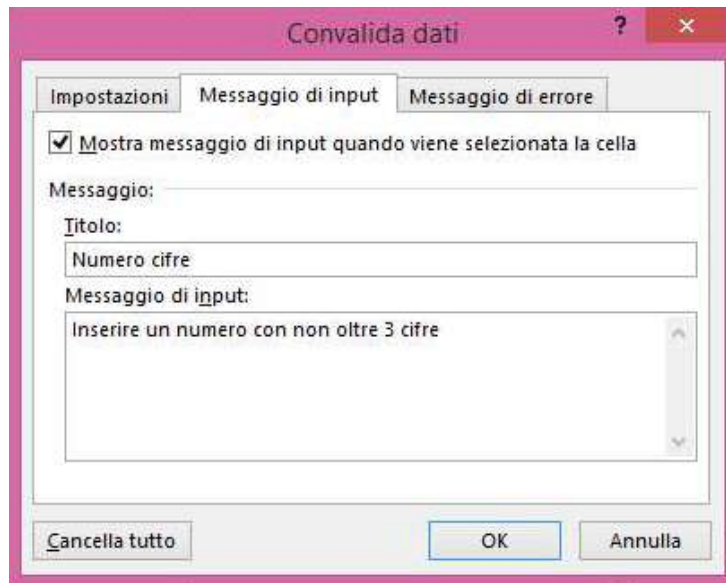 Convalida dati
?
Impostazioni
Messaggio di input
Messaggio di errore
Mostra messaggio di input quando viene selezionata la cella
Messaggio:
Titolo:
Numero cifre
Messaggio di input:
Inserire un numero con non oltre 3 cifre
Cancella tutto
OK
Annulla